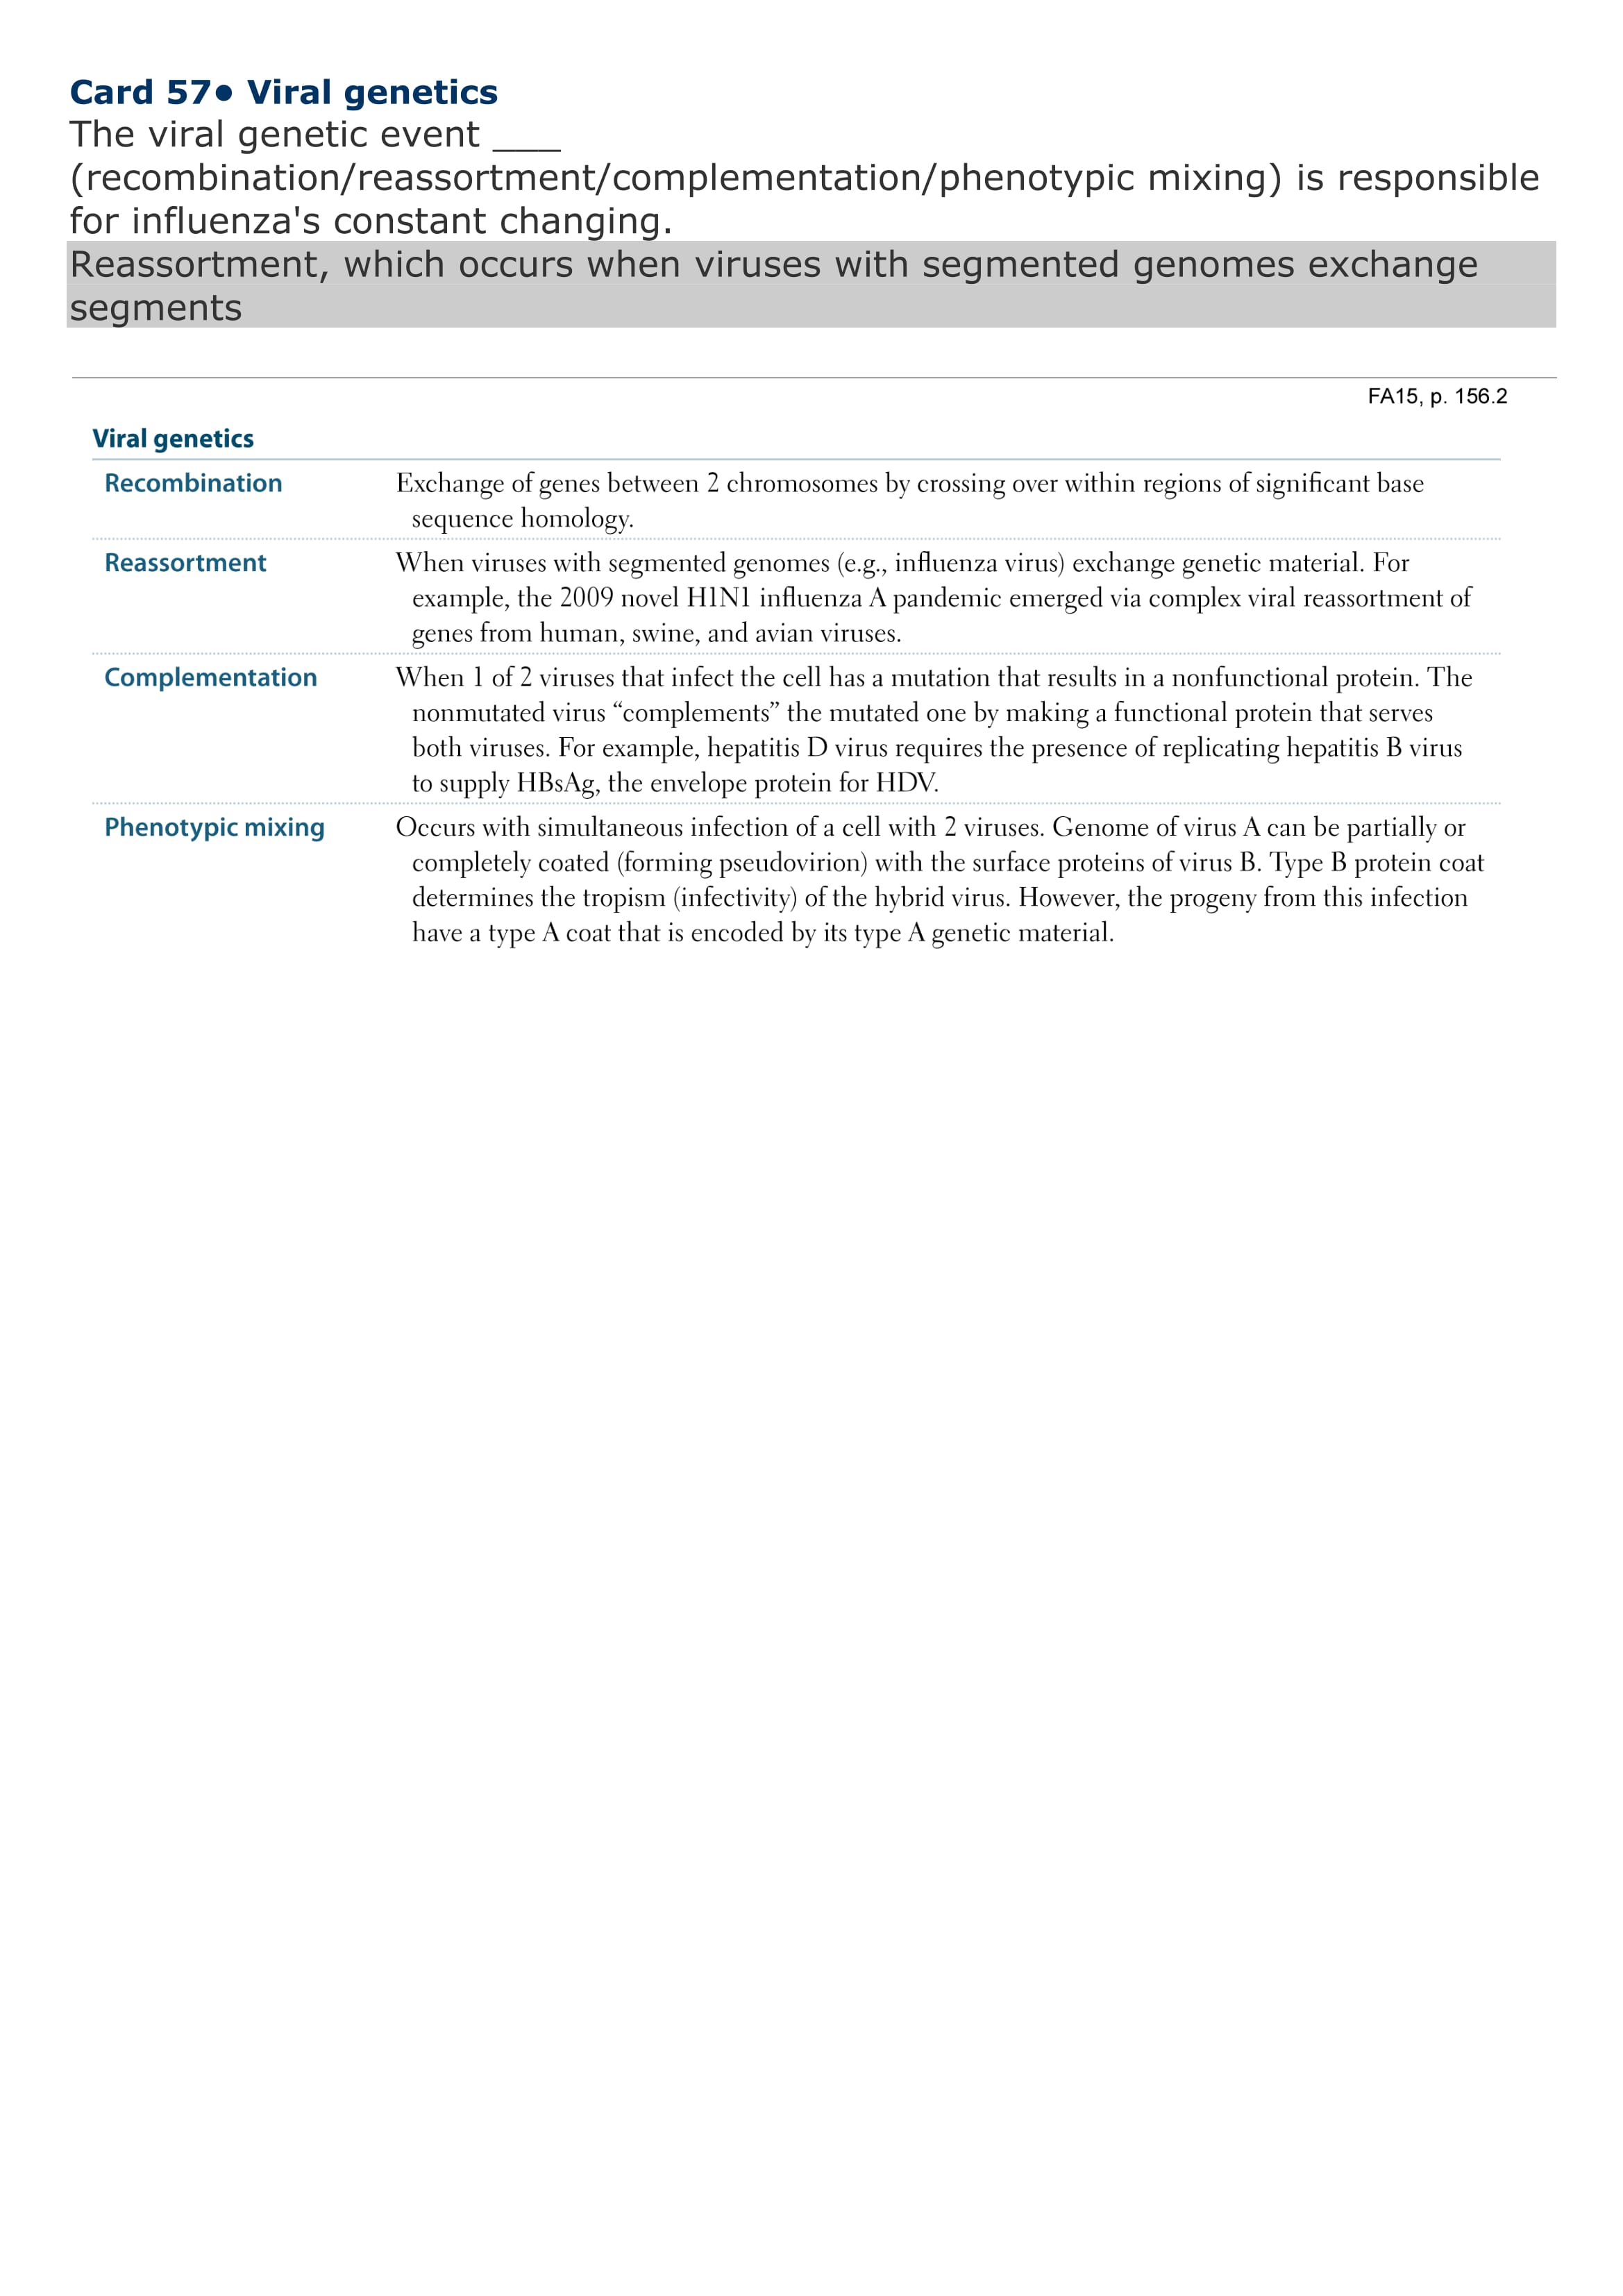 Card 57● Viral genetics
The viral genetic event ___
(recombination/reassortment/complementation/phenotypic mixing) is responsible
for influenza's constant changing.
Reassortment, which occurs when viruses with segmented genomes exchange
segments
FA15, p. 156.2
Viral genetics
Recombination Exchange of genes between 2 chromosomes by crossing over within regions of significant base
sequence homology.
Reassortment When viruses with segmented genomes (e.g., influenza virus) exchange genetic material. For
example, the 2009 novel H1N1 influenza A pandemic emerged via complex viral reassortment of
genes from human, swine, and avian viruses.
Complementation When 1 of 2 viruses that infect the cell has a mutation that results in a nonfunctional protein. The
nonmutated virus “complements” the mutated one by making a functional protein that serves
both viruses. For example, hepatitis D virus requires the presence of replicating hepatitis B virus
to supply HBsAg, the envelope protein for HDV.
Phenotypic mixing Occurs with simultaneous infection of a cell with 2 viruses. Genome of virus A can be partially or
completely coated (forming pseudovirion) with the surface proteins of virus B. Type B protein coat
determines the tropism (infectivity) of the hybrid virus. However, the progeny from this infection
have a type A coat that is encoded by its type A genetic material.